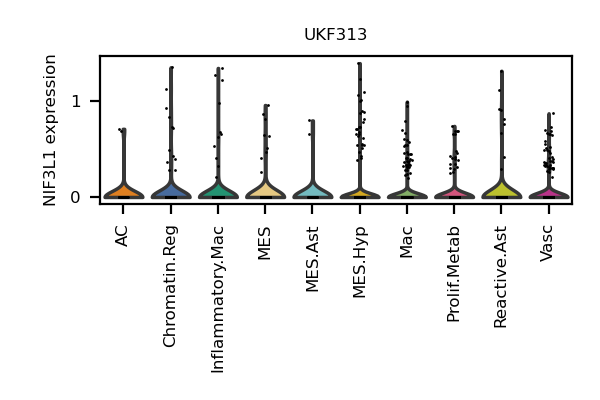 UKF313
NIF3L1 expression
1
0
AC
Chromatin.Reg
Inflammatory.Mac
MES
MES.Ast
MES.Hyp
Mac
Prolif.Metab
Reactive.Ast
Vasc